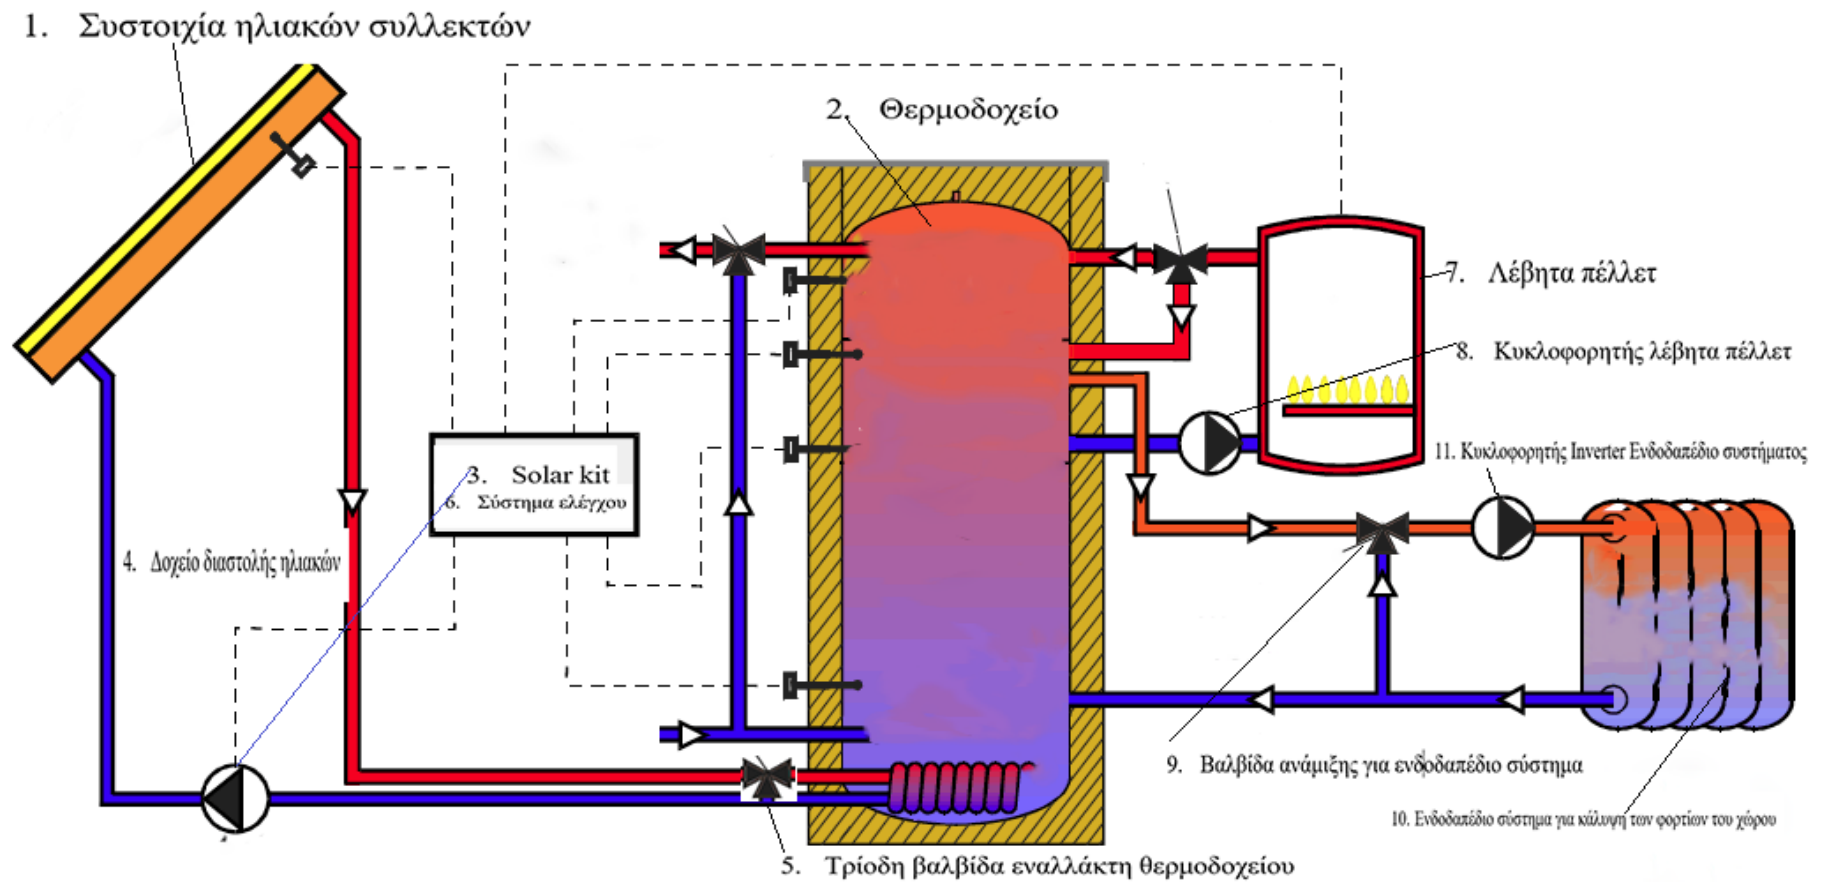 1. Συστοιχία ηλιακών συλλεκτών
2. Θερμοδοχείο
7. Λέβητα πέλλετ
8. Κυκλοφορητής λέβητα πέλλετ
11. Κυκλοφορητής Inverter Ενδοδαπέδιο συστήματος
3. Solar kit
6. Σύστημα ελέγχου
4. Δοχείο διαστολής ηλιακών
9. Βαλβίδα ανάμιξης για ενδοδαπέδιο σύστημα
10. Ενδοδαπέδιο σύστημα για κάλυψη των φορτίων του χώρου
5. Τρίοδη βαλβίδα εναλλάκτη θερμοδοχείου